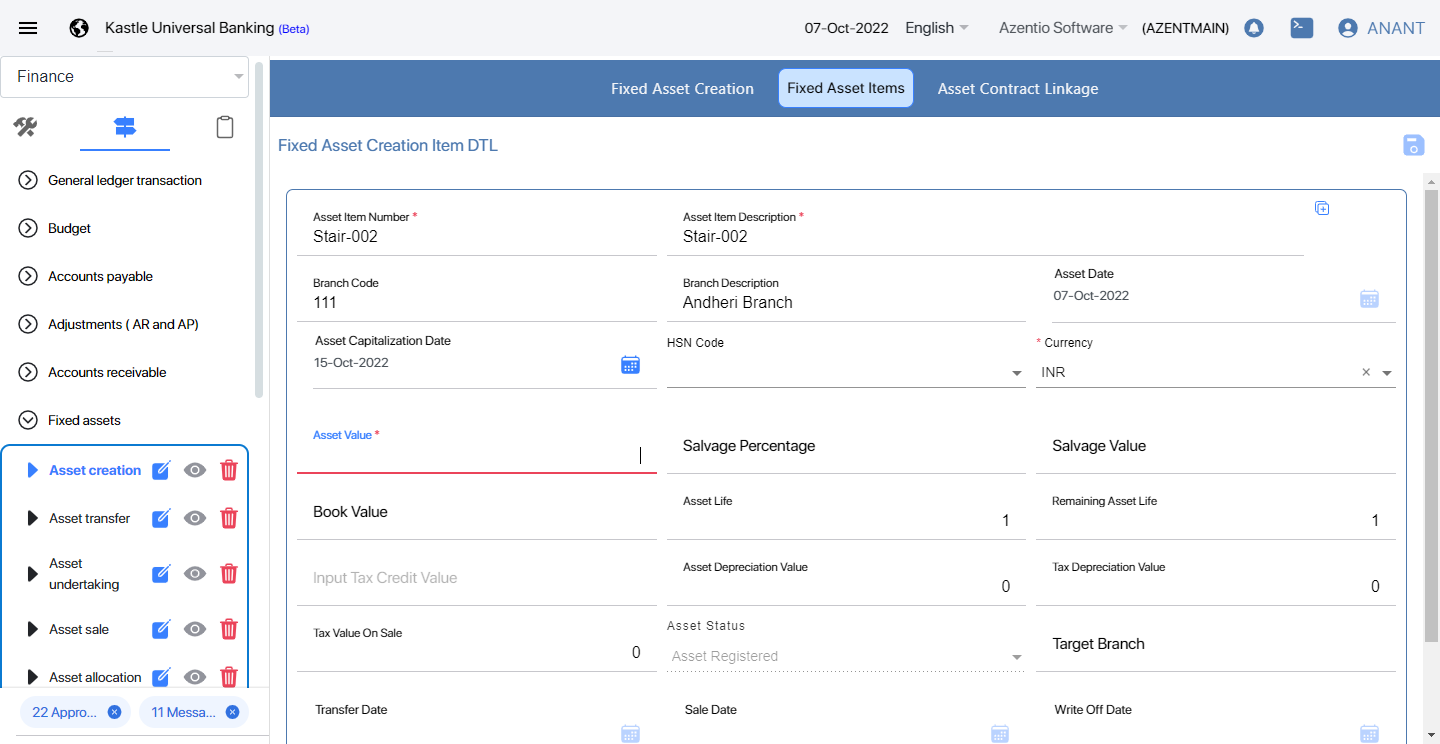 Kastle Universal Banking (Beta)
07-Oct-2022
English
Azentio Software
(AZENTMAIN)
ANANT
Finance
General ledger transaction
Budget
Accounts payable
Adjustments ( AR and AP)
Accounts receivable
Fixed assets
Asset creation
Asset transfer
Asset
undertaking
Asset sale
Asset allocation
22 Appro...
11 Messa...
Fixed Asset Creation
Fixed Asset Items
Asset Contract Linkage
Fixed Asset Creation Item DTL
Asset Item Number *
Stair-002
Asset Item Description *
Stair-002
Branch Code
111
Branch Description
Andheri Branch
Asset Date
07-Oct-2022
Asset Capitalization Date
15-Oct-2022
HSN Code
* Currency
INR
Asset Value *
Salvage Percentage
Salvage Value
Book Value
Asset Life
1
Remaining Asset Life
1
Input Tax Credit Value
Asset Depreciation Value
0
Tax Depreciation Value
0
Tax Value On Sale
0
Asset Status
Asset Registered
Target Branch
Transfer Date
Sale Date
Write Off Date